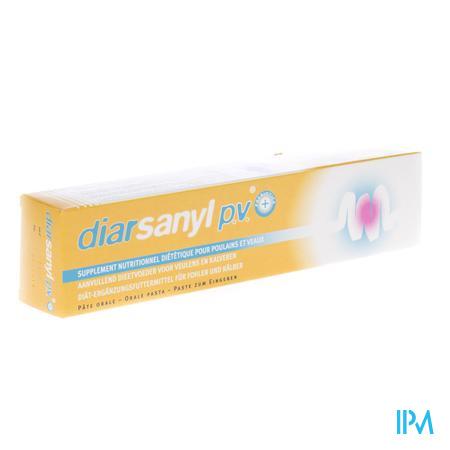 diarsanyl p.v.
SUPPLEMENT NUTRITIONNEL DIÉTÉTIQUE POUR POULAINS ET VEAUX
AANVULLEND DIEETVOEDER VOOR VEULENS EN KALVEREN
DIÄT-ERGÄNZUNGSFUTTERMITTEL FÜR FOHLEN UND KÄLBER
PÂTE ORALE - ORALE PASTA - PASTE ZUM EINGEBEN
diarsanyl p.v.
IPM